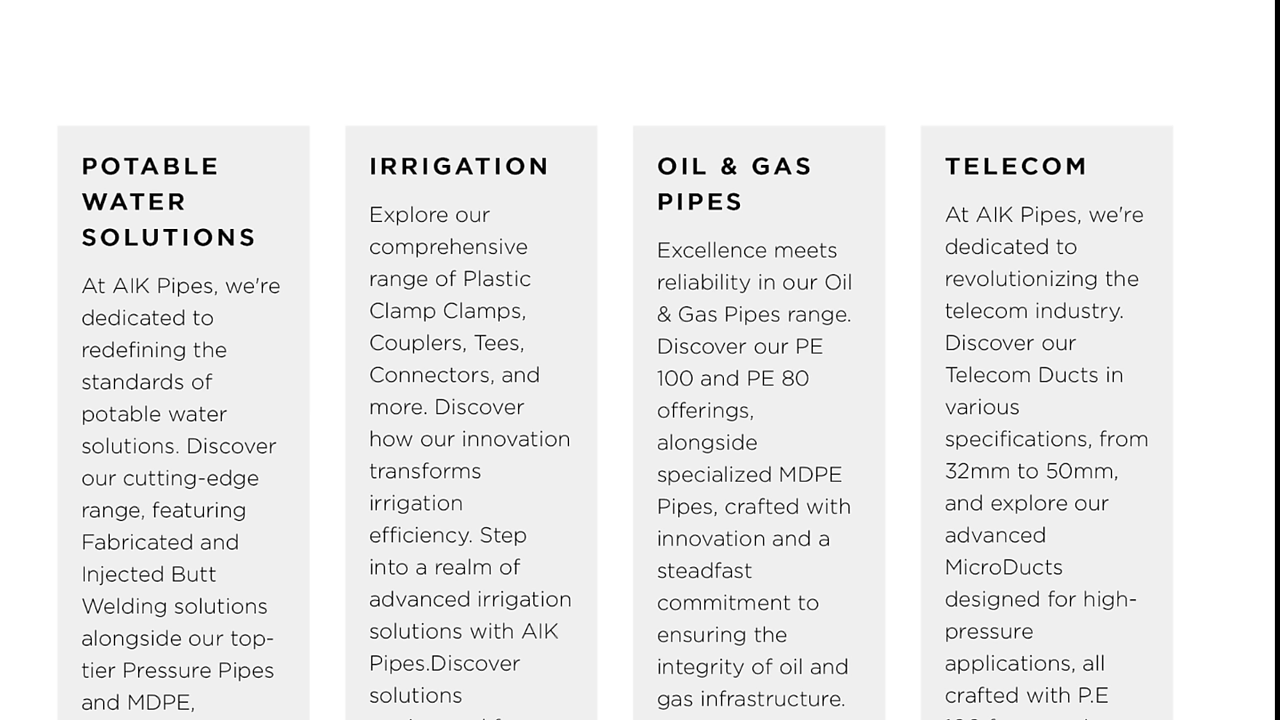 POTABLE
WATER
SOLUTIONS
At AIK Pipes, we're
dedicated to
redefining the
standards of
potable water
solutions. Discover
our cutting-edge
range, featuring
Fabricated and
Injected Butt
Welding solutions
alongside our top-
tier Pressure Pipes
and MDPE,
IRRIGATION
Explore our
comprehensive
range of Plastic
Clamp Clamps,
Couplers, Tees,
Connectors, and
more. Discover
how our innovation
transforms
irrigation
efficiency. Step
into a realm of
advanced irrigation
solutions with AIK
Pipes.Discover
solutions
OIL & GAS
PIPES
Excellence meets
reliability in our Oil
& Gas Pipes range.
Discover our PE
100 and PE 80
offerings,
alongside
specialized MDPE
Pipes, crafted with
innovation and a
steadfast
commitment to
ensuring the
integrity of oil and
gas infrastructure.
TELECOM
At AIK Pipes, we're
dedicated to
revolutionizing the
telecom industry.
Discover our
Telecom Ducts in
various
specifications, from
32mm to 50mm,
and explore our
advanced
MicroDucts
designed for high-
pressure
applications, all
crafted with P.E